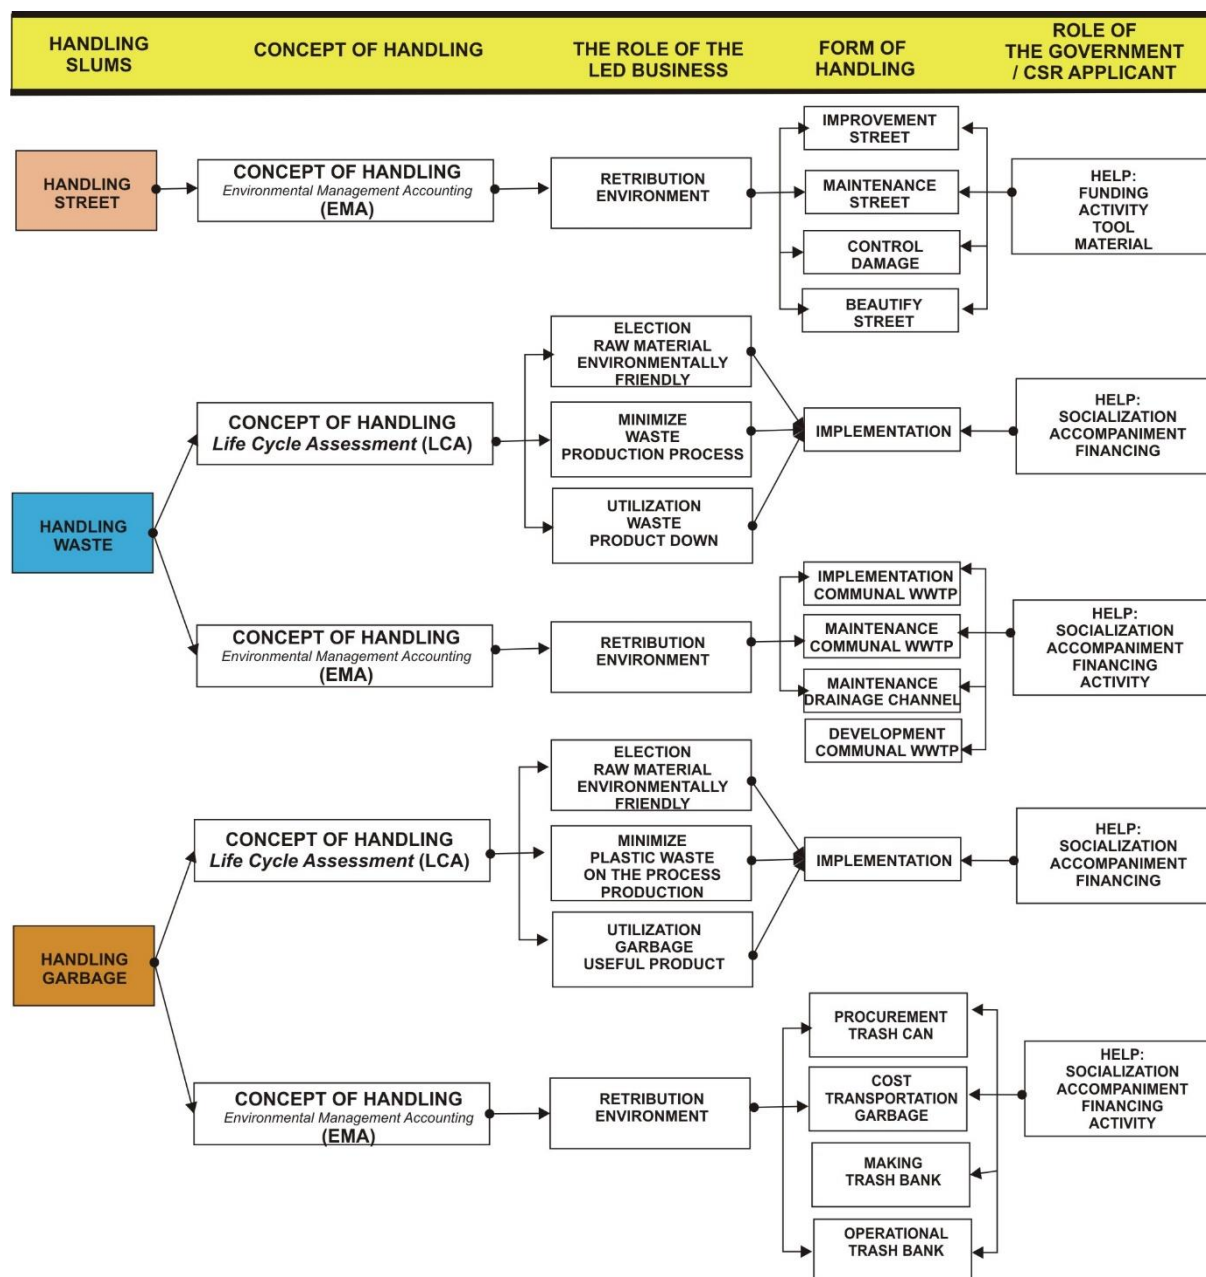 HANDLING
SLUMS
CONCEPT OF HANDLING
THE ROLE OF THE
LED BUSINESS
FORM OF
HANDLING
ROLE OF
THE GOVERNMENT
/ CSR APPLICANT
HANDLING
STREET
CONCEPT OF HANDLING
Environmental Management Accounting
(EMA)
RETRIBUTION
ENVIRONMENT
IMPROVEMENT
STREET
MAINTENANCE
STREET
CONTROL
DAMAGE
BEAUTIFY
STREET
HELP:
FUNDING
ACTIVITY
TOOL
MATERIAL
HANDLING
WASTE
CONCEPT OF HANDLING
Life Cycle Assessment (LCA)
ELECTION
RAW MATERIAL
ENVIRONMENTALLY
FRIENDLY
MINIMIZE
WASTE
PRODUCTION PROCESS
UTILIZATION
WASTE
PRODUCT DOWN
IMPLEMENTATION
HELP:
SOCIALIZATION
ACCOMPANIMENT
FINANCING
CONCEPT OF HANDLING
Environmental Management Accounting
(EMA)
RETRIBUTION
ENVIRONMENT
IMPLEMENTATION
COMMUNAL WWTP
MAINTENANCE
COMMUNAL WWTP
MAINTENANCE
DRAINAGE CHANNEL
DEVELOPMENT
COMMUNAL WWTP
HELP:
SOCIALIZATION
ACCOMPANIMENT
FINANCING
ACTIVITY
HANDLING
GARBAGE
CONCEPT OF HANDLING
Life Cycle Assessment (LCA)
ELECTION
RAW MATERIAL
ENVIRONMENTALLY
FRIENDLY
MINIMIZE
PLASTIC WASTE
ON THE PROCESS
PRODUCTION
UTILIZATION
GARBAGE
USEFUL PRODUCT
IMPLEMENTATION
HELP:
SOCIALIZATION
ACCOMPANIMENT
FINANCING
CONCEPT OF HANDLING
Environmental Management Accounting
(EMA)
RETRIBUTION
ENVIRONMENT
PROCUREMENT
TRASH CAN
COST
TRANSPORTATION
GARBAGE
MAKING
TRASH BANK
OPERATIONAL
TRASH BANK
HELP:
SOCIALIZATION
ACCOMPANIMENT
FINANCING
ACTIVITY